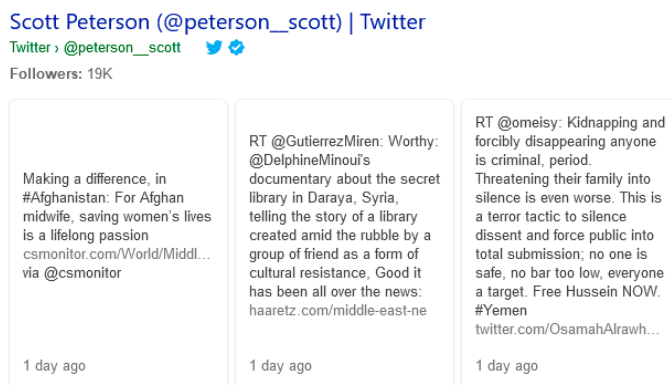 Scott Peterson (@peterson__scott) | Twitter
Twitter › @peterson__scott
Followers: 19K
Making a difference, in
#Afghanistan: For Afghan
midwife, saving women's lives
is a lifelong passion
csmonitor.com/World/Middl...
via @csmonitor
1 day ago
RT @GutierrezMiren: Worthy:
@DelphineMinoui's
documentary about the secret
library in Daraya, Syria,
telling the story of a library
created amid the rubble by a
group of friend as a form of
cultural resistance, Good it
has been all over the news:
haaretz.com/middle-east-ne
1 day ago
RT @omeisy: Kidnapping and
forcibly disappearing anyone
is criminal, period.
Threatening their family into
silence is even worse. This is
a terror tactic to silence
dissent and force public into
total submission; no one is
safe, no bar too low, everyone
a target. Free Hussein NOW.
#Yemen
twitter.com/OsamahAlrawh...
1 day ago